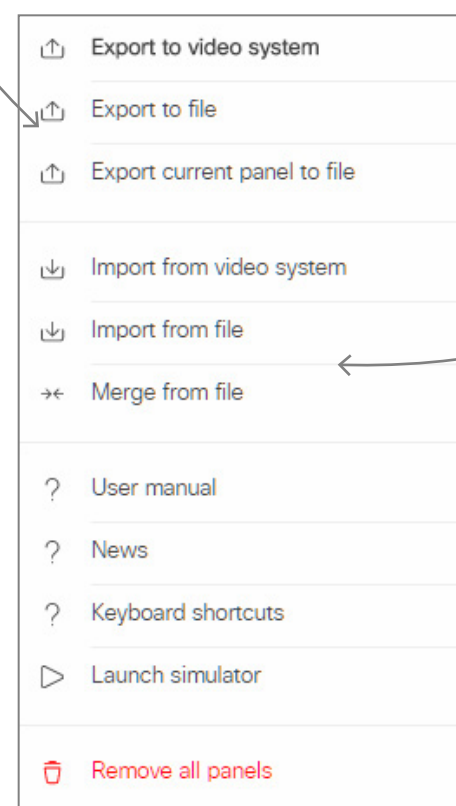 Export to video system
Export to file
Export current panel to file
Import from video system
Import from file
Merge from file
User manual
News
Keyboard shortcuts
Launch simulator
Remove all panels